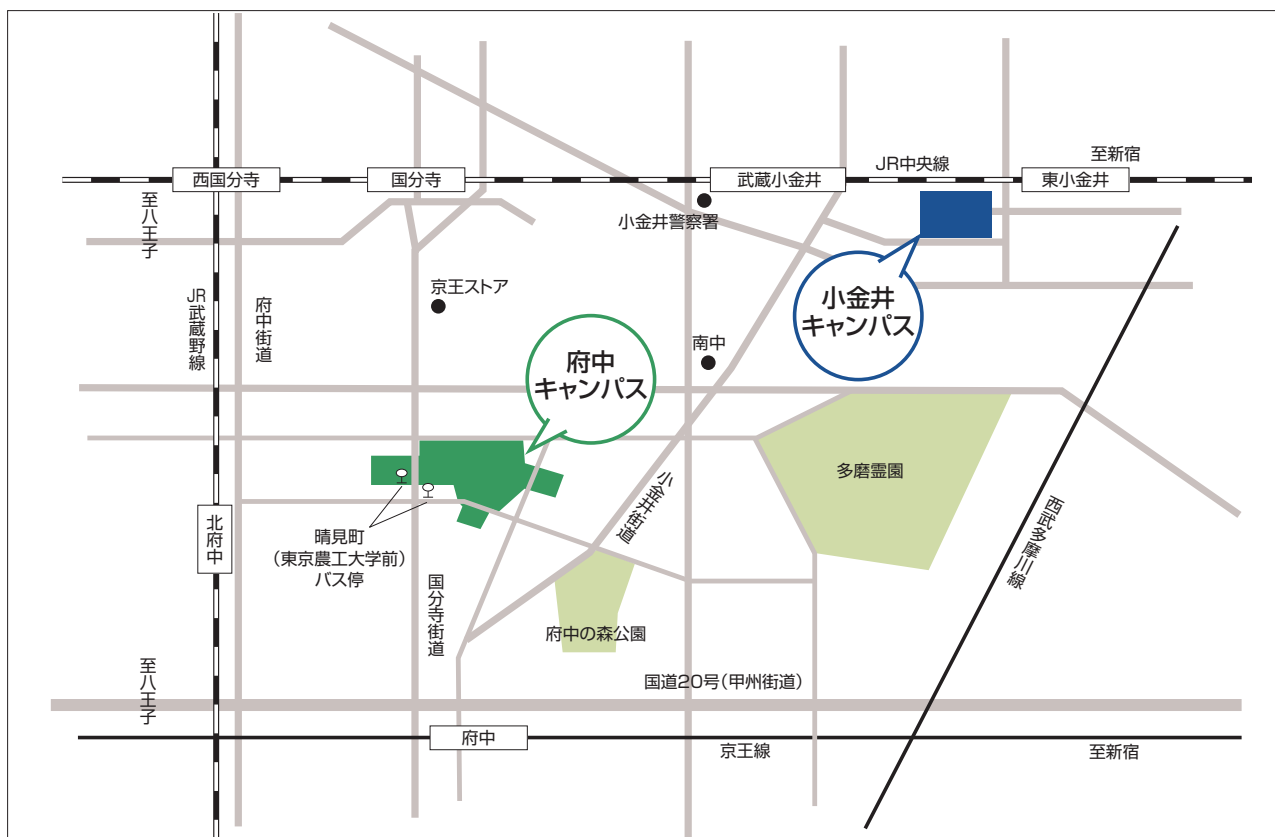 JR中央線
至新宿
西国分寺
国分寺
武蔵小金井
東小金井
至八王子
小金井警察署
京王ストア
小金井
キャンパス
JR武蔵野線
府中街道
南中
府中
キャンパス
多磨霊園
小金井街道
西武多摩川線
北府中
晴見町
(東京農工大学前)
バス停
国分寺街道
府中の森公園
至八王子
国道20号(甲州街道)
府中
京王線
至新宿